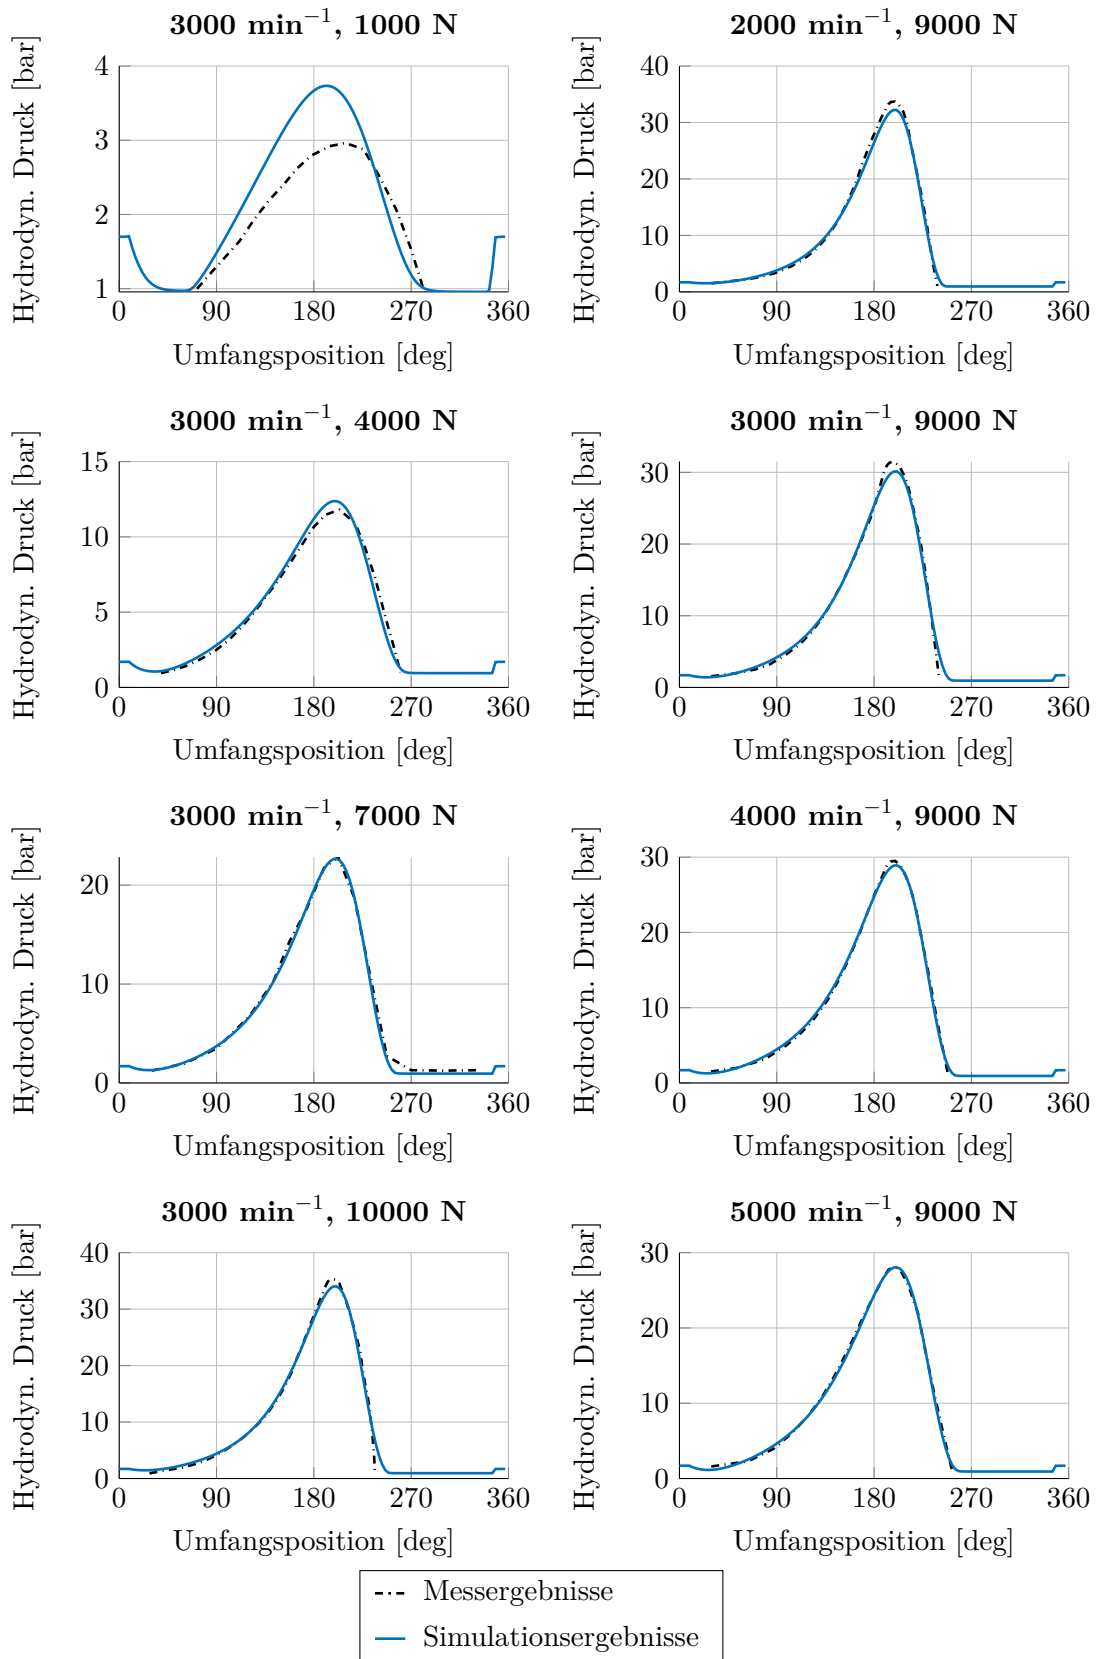 3000 min⁻¹, 1000 N
Hydrodyn. Druck [bar]
4
3
2
1
0 90 180 270 360
Umfangsposition [deg]
2000 min⁻¹, 9000 N
Hydrodyn. Druck [bar]
40
30
20
10
0
0 90 180 270 360
Umfangsposition [deg]
3000 min⁻¹, 4000 N
Hydrodyn. Druck [bar]
15
10
5
0
0 90 180 270 360
Umfangsposition [deg]
3000 min⁻¹, 9000 N
Hydrodyn. Druck [bar]
30
20
10
0
0 90 180 270 360
Umfangsposition [deg]
3000 min⁻¹, 7000 N
Hydrodyn. Druck [bar]
20
10
0
0 90 180 270 360
Umfangsposition [deg]
4000 min⁻¹, 9000 N
Hydrodyn. Druck [bar]
30
20
10
0
0 90 180 270 360
Umfangsposition [deg]
3000 min⁻¹, 10000 N
Hydrodyn. Druck [bar]
40
30
20
10
0
0 90 180 270 360
Umfangsposition [deg]
5000 min⁻¹, 9000 N
Hydrodyn. Druck [bar]
30
20
10
0
0 90 180 270 360
Umfangsposition [deg]
Messergebnisse
Simulationsergebnisse